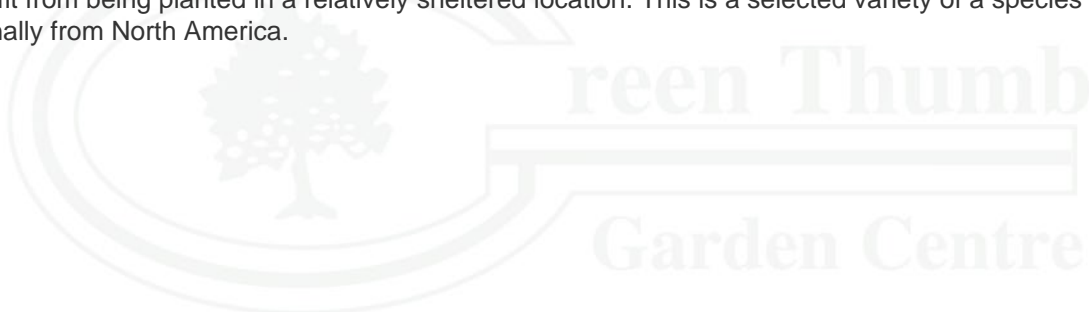 fit from being planted in a relatively sheltered location. This is a selected variety of a species
nally from North America.
reen Thumb
Garden Centre